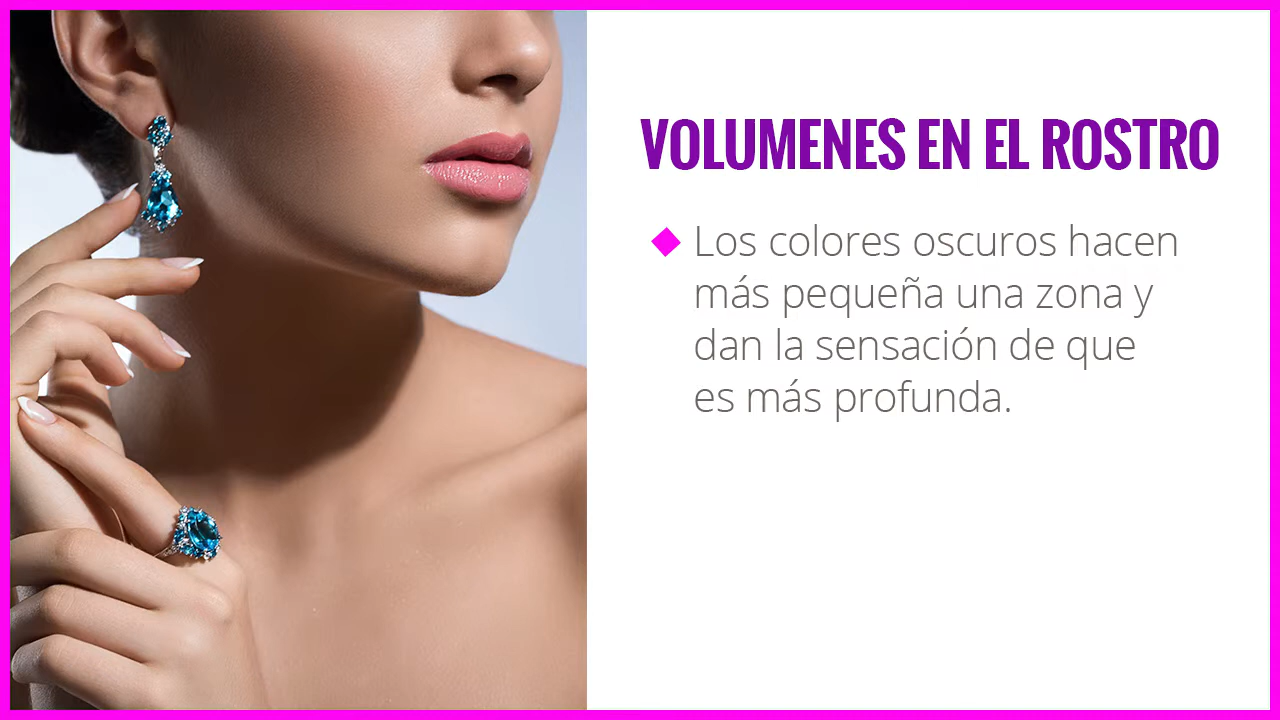 VOLUMENES EN EL ROSTRO
Los colores oscuros hacen
más pequeña una zona y
dan la sensación de que
es más profunda.